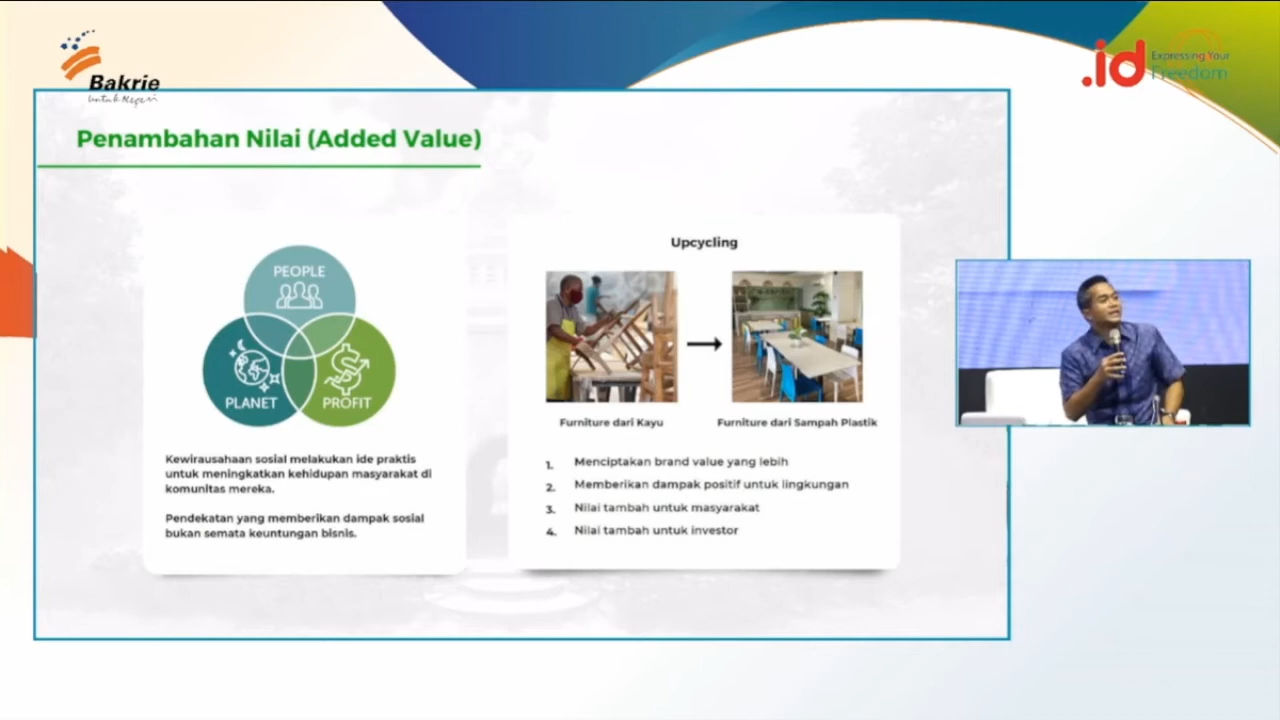 Bakrie
Untuk Negeri
.id
Expressing Your
Freedom
Penambahan Nilai (Added Value)
PEOPLE
PLANET
PROFIT
Kewirausahaan sosial melakukan ide praktis
untuk meningkatkan kehidupan masyarakat di
komunitas mereka.
Pendekatan yang memberikan dampak sosial
bukan semata keuntungan bisnis.
Upcycling
Furniture dari Kayu
Furniture dari Sampah Plastik
1. Menciptakan brand value yang lebih
2. Memberikan dampak positif untuk lingkungan
3. Nilai tambah untuk masyarakat
4. Nilai tambah untuk investor